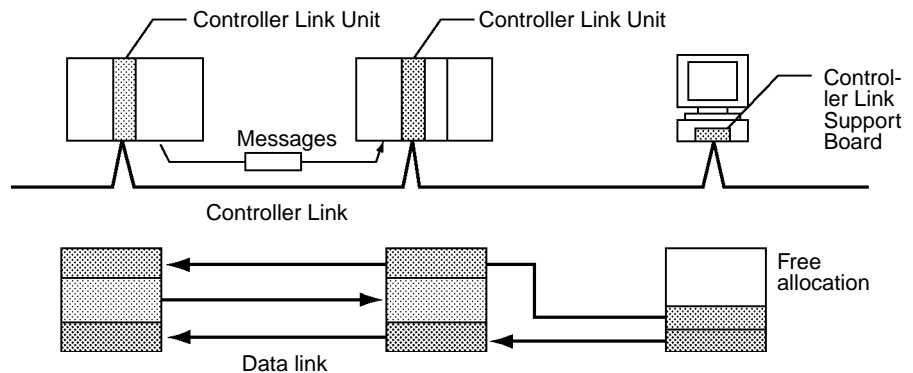 Controller Link Unit
Controller Link Unit
Control-
ler Link
Support
Board
Messages
Controller Link
Free
allocation
Data link